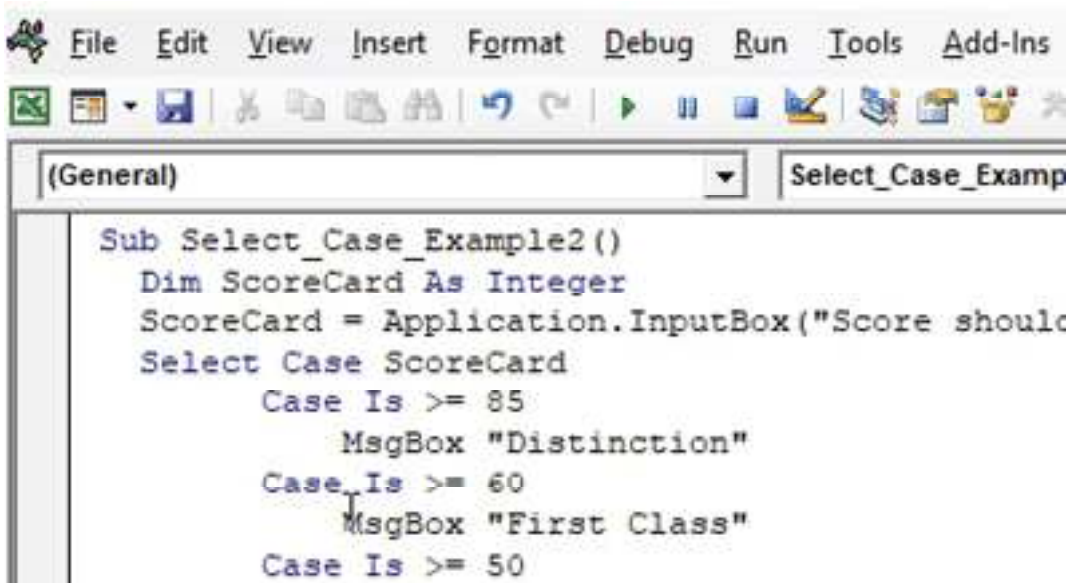 File Edit View Insert Format Debug Run Tools Add-Ins
(General) Select_Case_Examp
Sub Select_Case_Example2()
Dim ScoreCard As Integer
ScoreCard = Application.InputBox("Score should
Select Case ScoreCard
Case Is >= 85
MsgBox "Distinction"
Case Is >= 60
MsgBox "First Class"
Case Is >= 50